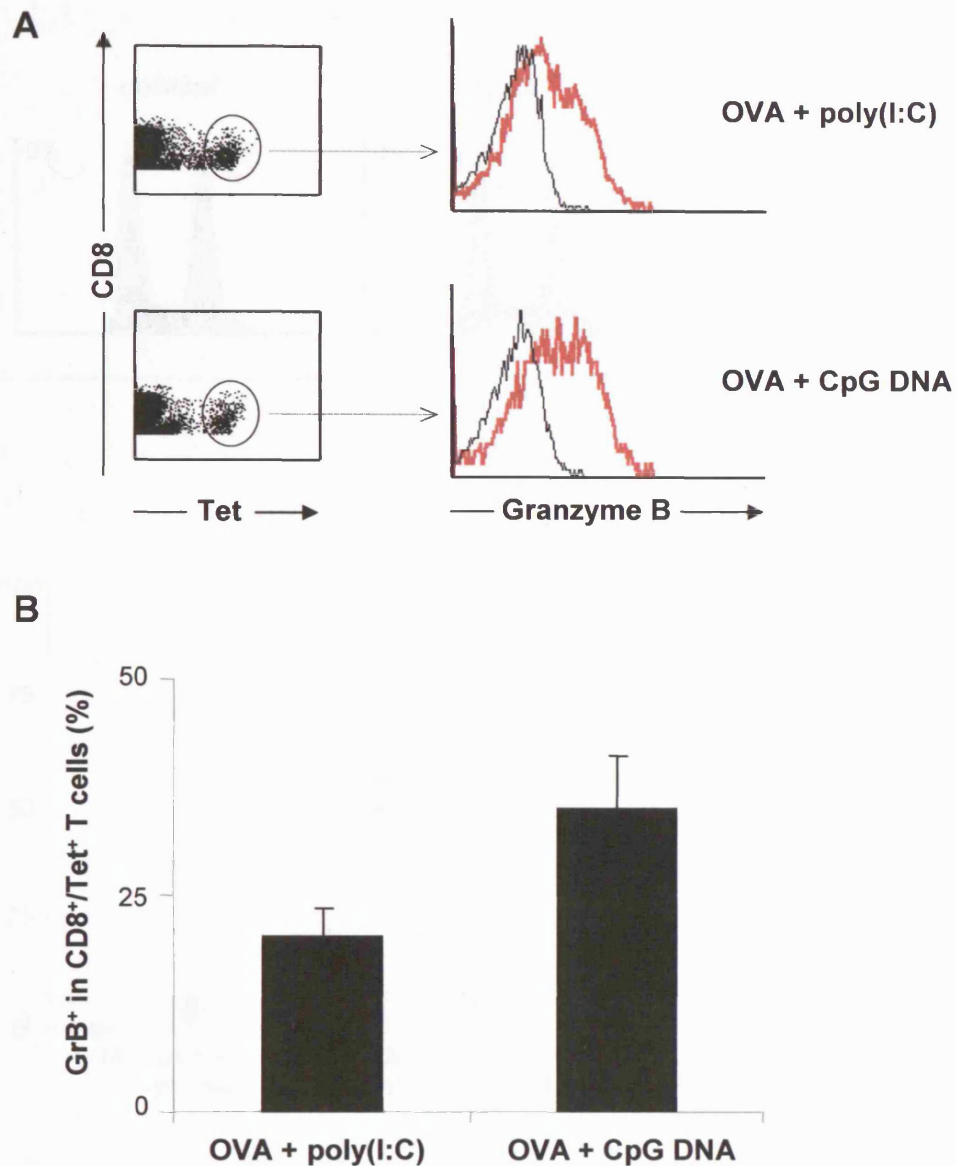 A
CD8
OVA + poly(I:C)
OVA + CpG DNA
Tet
Granzyme B
B
GrB⁺ in CD8⁺/Tet⁺ T cells (%)
50
25
0
OVA + poly(I:C)
OVA + CpG DNA